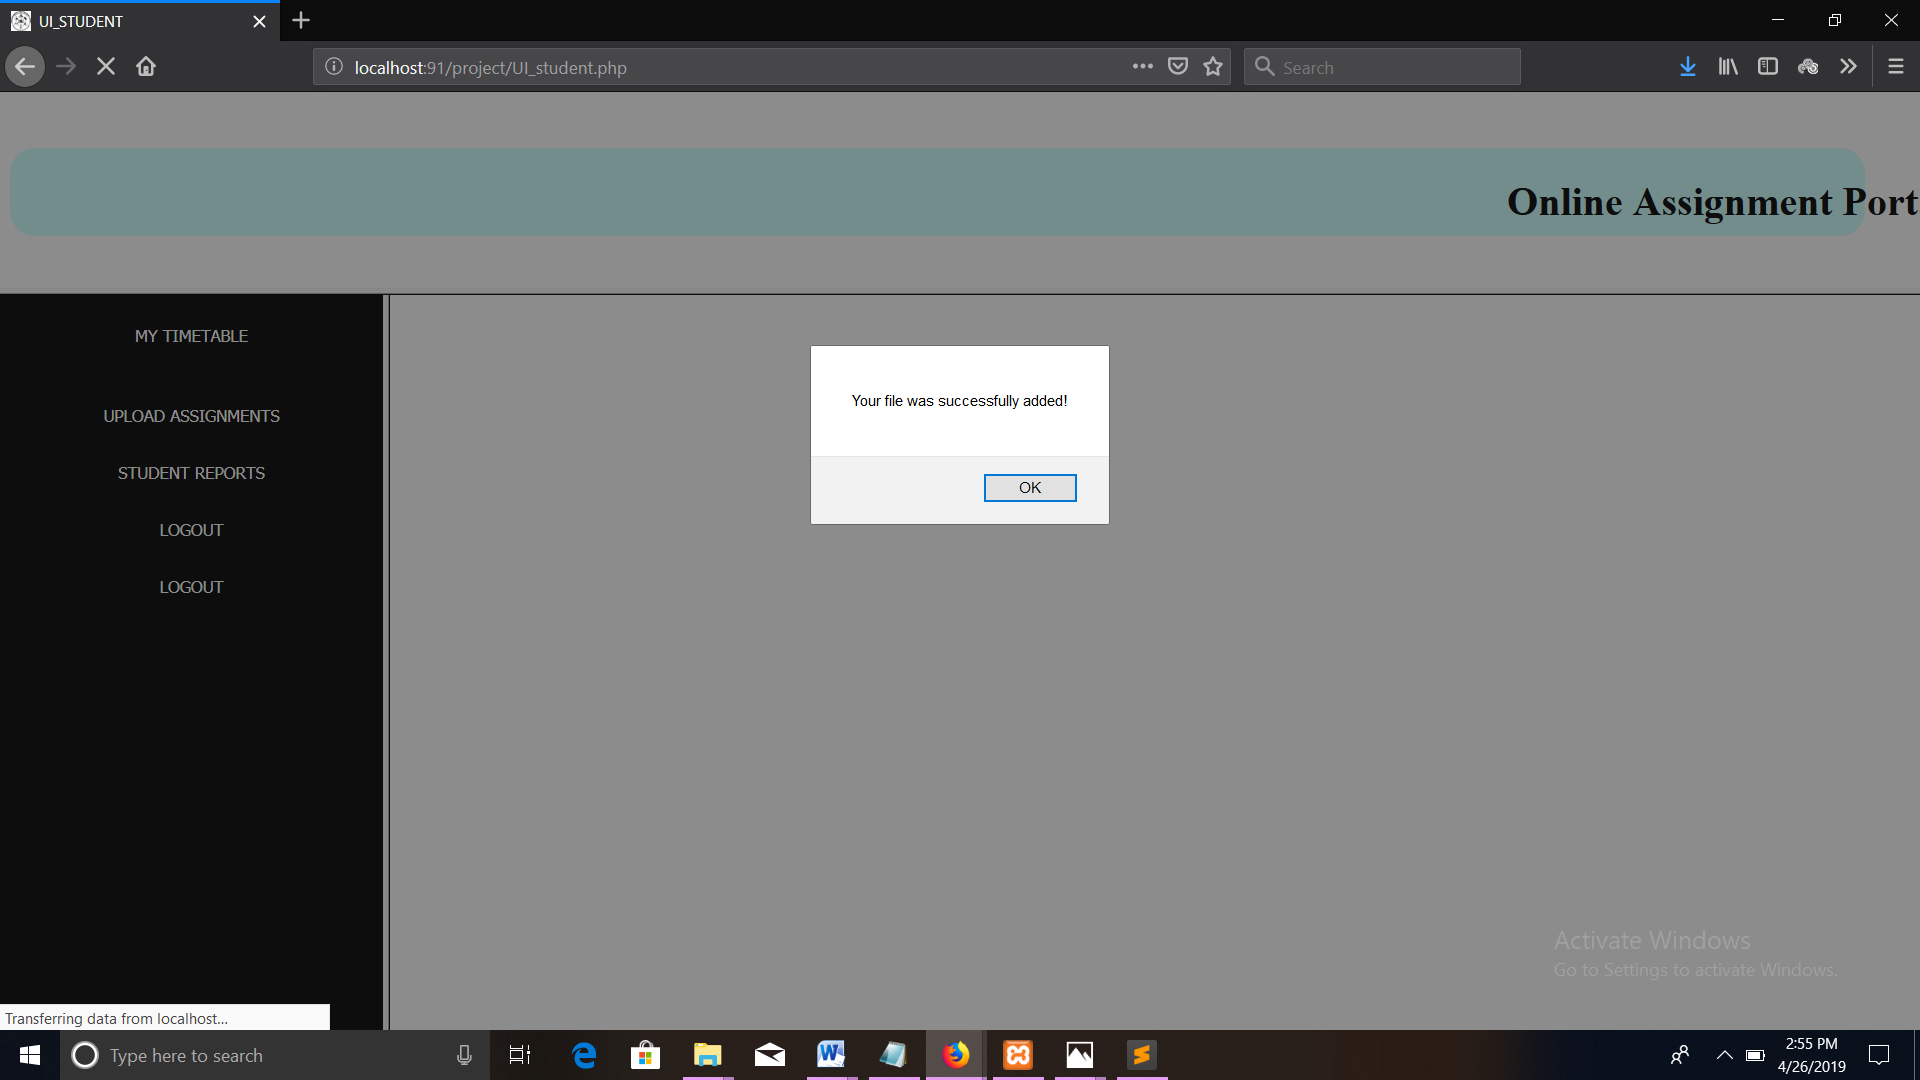 UI_STUDENT
localhost:91/project/UI_student.php
Search
Online Assignment Port
MY TIMETABLE
UPLOAD ASSIGNMENTS
STUDENT REPORTS
LOGOUT
LOGOUT
Your file was successfully added!
OK
Activate Windows
Go to Settings to activate Windows.
Transferring data from localhost...
Type here to search
2:55 PM
4/26/2019